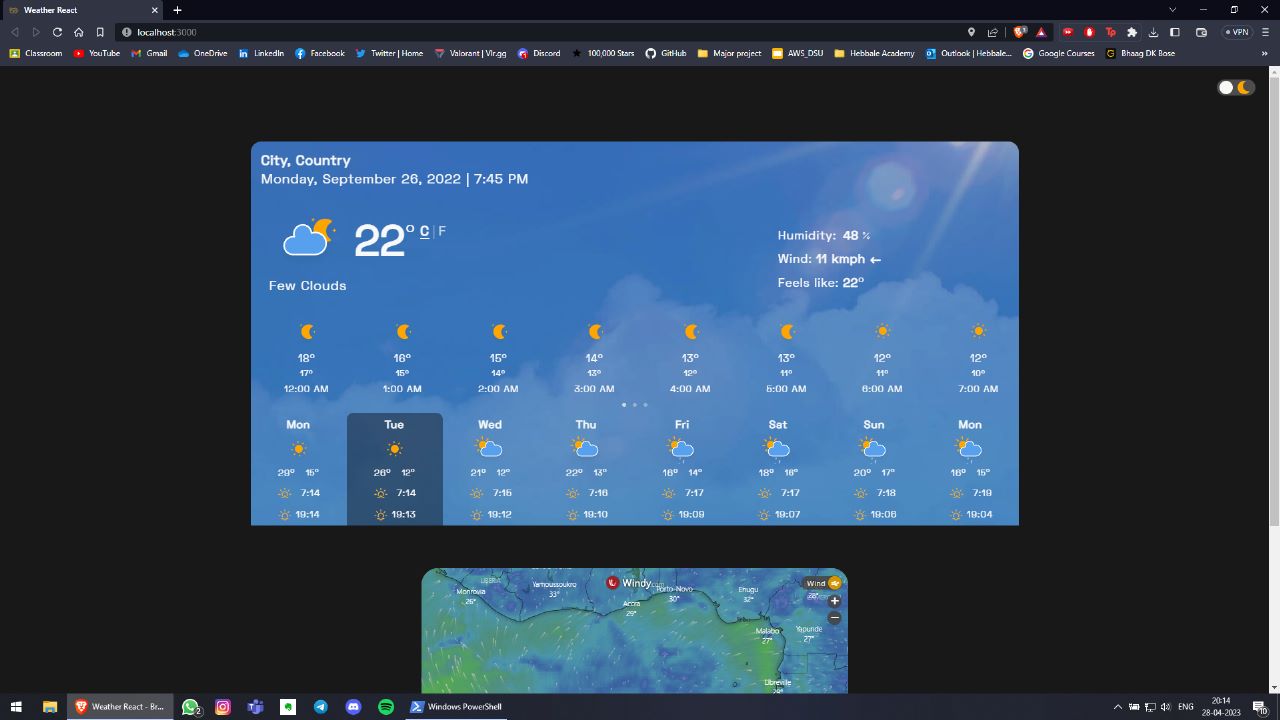 Weather React
localhost:3000
VPN
Classroom YouTube Gmail OneDrive LinkedIn Facebook Twitter | Home Valorant | Vlr.gg Discord 100,000 Stars GitHub Major project AWS_DSU Hebbale Academy Outlook | Hebbale... Google Courses Bhaag DK Bose
City, Country
Monday, September 26, 2022 | 7:45 PM
22° C | F
Few Clouds
Humidity: 48 %
Wind: 11 kmph ←
Feels like: 22°
18° 16° 15° 14° 13° 13° 12° 12°
17° 15° 14° 13° 12° 11° 11° 10°
12:00 AM 1:00 AM 2:00 AM 3:00 AM 4:00 AM 5:00 AM 6:00 AM 7:00 AM
Mon Tue Wed Thu Fri Sat Sun Mon
29° 15° 26° 12° 21° 12° 22° 13° 16° 14° 18° 16° 20° 17° 16° 15°
7:14 7:14 7:15 7:16 7:17 7:17 7:18 7:19
19:14 19:13 19:12 19:10 19:09 19:07 19:06 19:04
LIBERIA
Yamoussoukro
33°
Windy.com
Wind
Monrovia
26°
Porto-Novo
30°
Enugu
32°
28°
Accra
29°
Malabo
27°
Yaounde
27°
Libreville
29°
Weather React - Br...
2
Windows PowerShell
ENG
20:14
28-04-2023
10